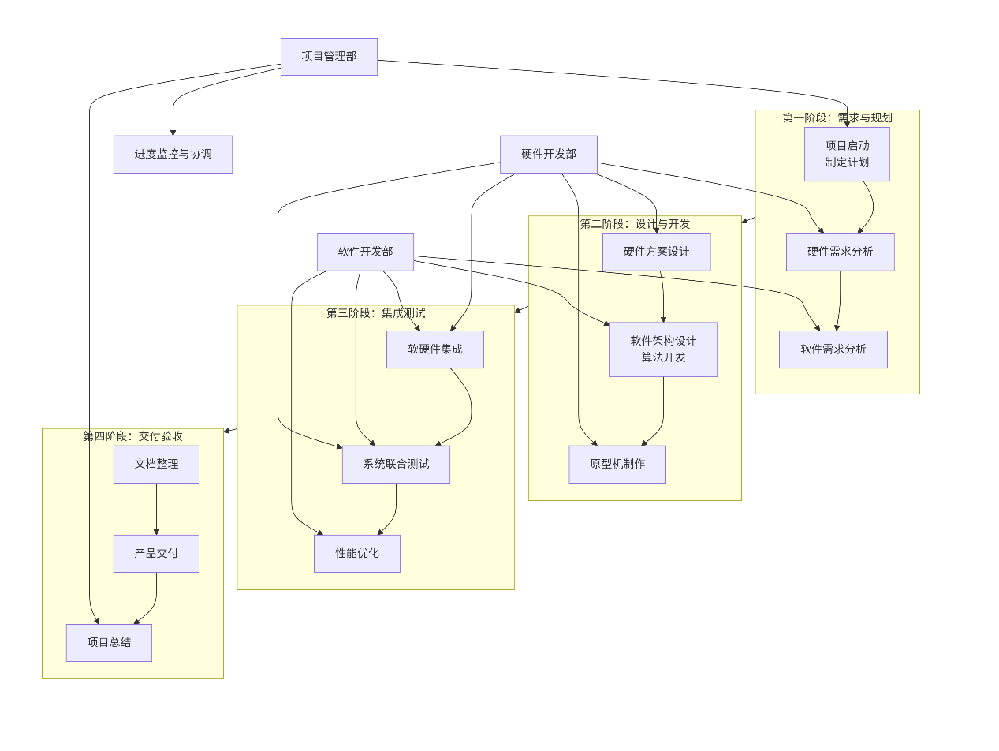 项目管理部
第一阶段：需求与规划
项目启动
制定计划
进度监控与协调
硬件开发部
第二阶段：设计与开发
软件开发部
硬件方案设计
硬件需求分析
第三阶段：集成测试
软硬件集成
软件架构设计
算法开发
软件需求分析
第四阶段：交付验收
文档整理
系统联合测试
原型机制作
产品交付
性能优化
项目总结